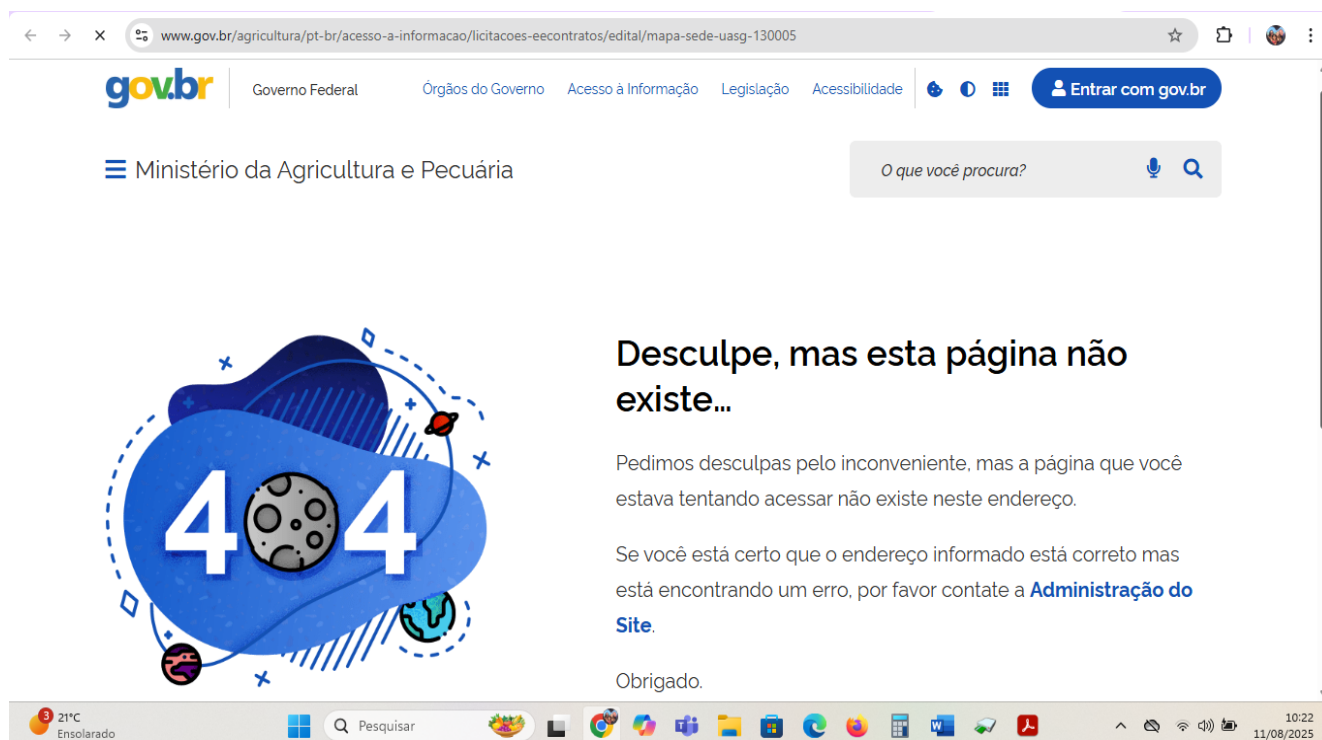 www.gov.br/agricultura/pt-br/acesso-a-informacao/licitacoes-eecontratos/edital/mapa-sede-uasg-130005
gov.br Governo Federal Órgãos do Governo Acesso à Informação Legislação Acessibilidade Entrar com gov.br
Ministério da Agricultura e Pecuária O que você procura?
Desculpe, mas esta página não
existe...
Pedimos desculpas pelo inconveniente, mas a página que você
estava tentando acessar não existe neste endereço.
Se você está certo que o endereço informado está correto mas
está encontrando um erro, por favor contate a Administração do
Site.
Obrigado.
404
3 21°C
Ensolarado
Pesquisar
10:22
11/08/2025